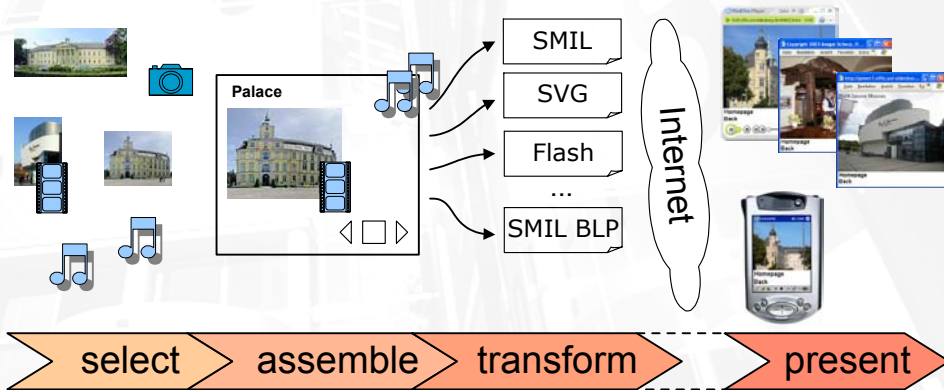 Palace
SMIL
SVG
Flash
...
SMIL BLP
Internet
Homepage
Back
Homepage
Back
Homepage
Back
Homepage
Back
select
assemble
transform
present